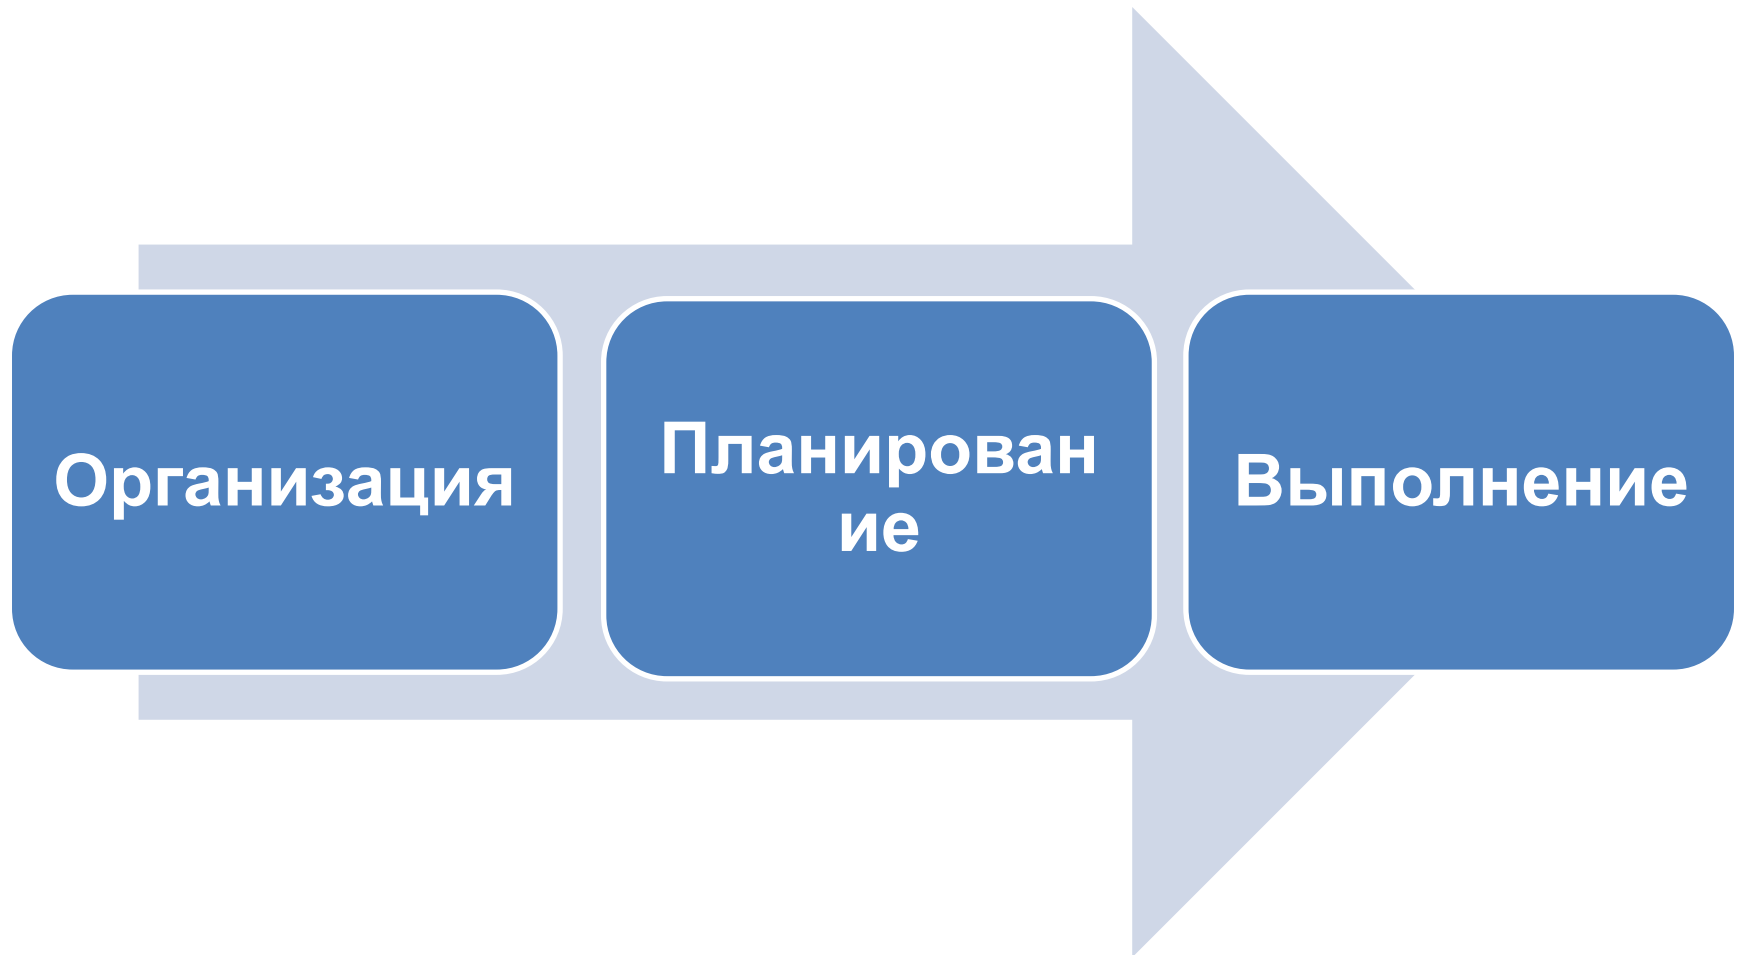 Организация
Планирован
ие
Выполнение